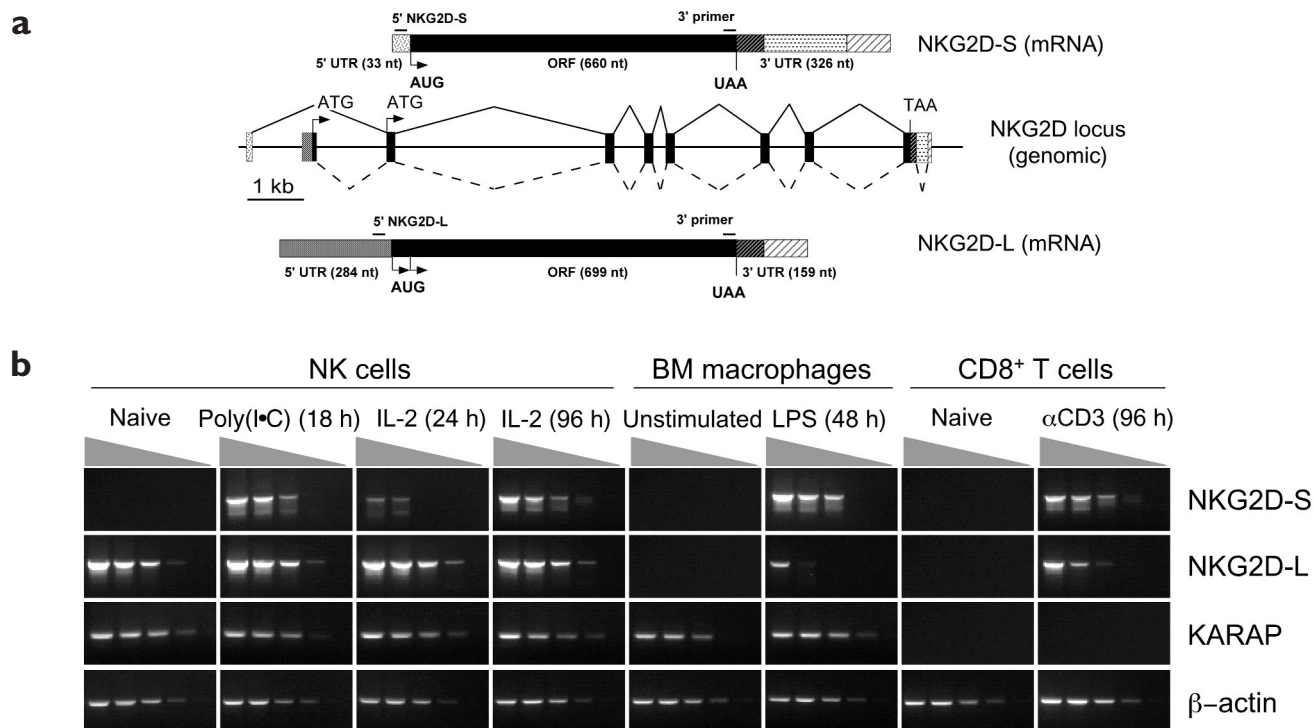 a
5' NKG2D-S
3' primer
NKG2D-S (mRNA)
5' UTR (33 nt)
ORF (660 nt)
3' UTR (326 nt)
AUG
UAA
ATG
ATG
TAA
NKG2D locus
(genomic)
1 kb
5' NKG2D-L
3' primer
NKG2D-L (mRNA)
5' UTR (284 nt)
ORF (699 nt)
3' UTR (159 nt)
AUG
UAA
b
NK cells
BM macrophages
CD8+ T cells
Naive
Poly(I•C) (18 h)
IL-2 (24 h)
IL-2 (96 h)
Unstimulated
LPS (48 h)
Naive
αCD3 (96 h)
NKG2D-S
NKG2D-L
KARAP
β–actin